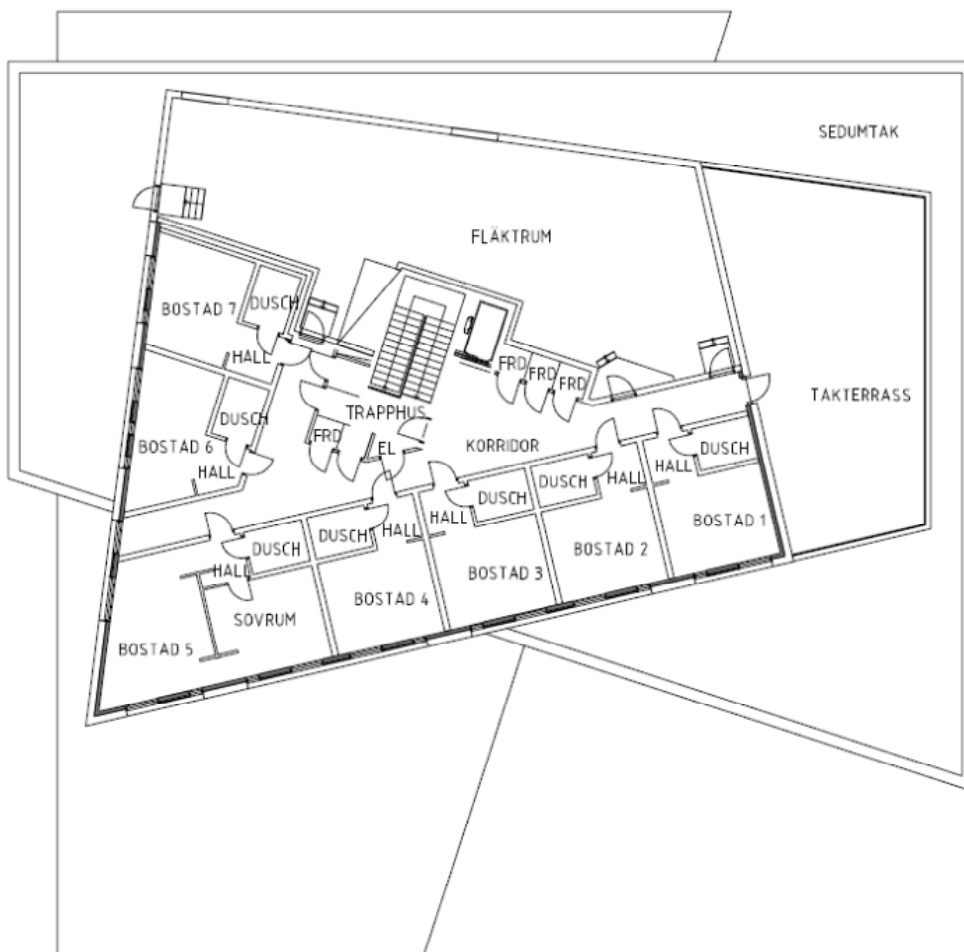 SEDUMTAK
FLÄKTRUM
BOSTAD 7
DUSCH
HALL
FRD
FRD
FRD
TAKTERRASS
TRAPPHUS
DUSCH
FRD
EL
KORRIDOR
BOSTAD 6
HALL
DUSCH
HALL
DUSCH
HALL
DUSCH
HALL
BOSTAD 1
DUSCH
HALL
DUSCH
BOSTAD 2
HALL
BOSTAD 3
SOVRUM
BOSTAD 4
BOSTAD 5